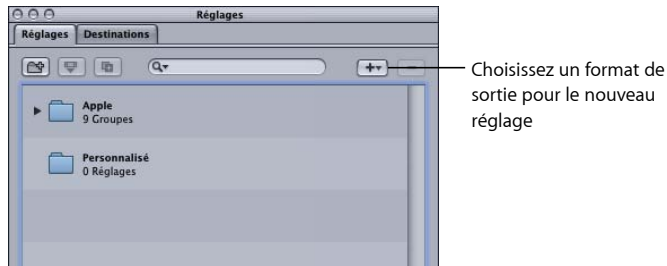 Réglages
Réglages Destinations
Apple
9 Groupes
Personnalisé
0 Réglages
Choisissez un format de
sortie pour le nouveau
réglage